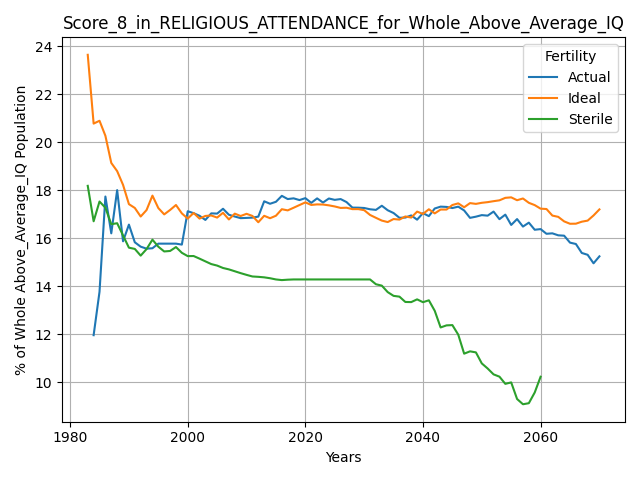 Score_8_in_RELIGIOUS_ATTENDANCE_for_Whole_Above_Average_IQ
% of Whole Above_Average_IQ Population
24
22
20
18
16
14
12
10
Fertility
Actual
Ideal
Sterile
1980
2000
2020
2040
2060
Years